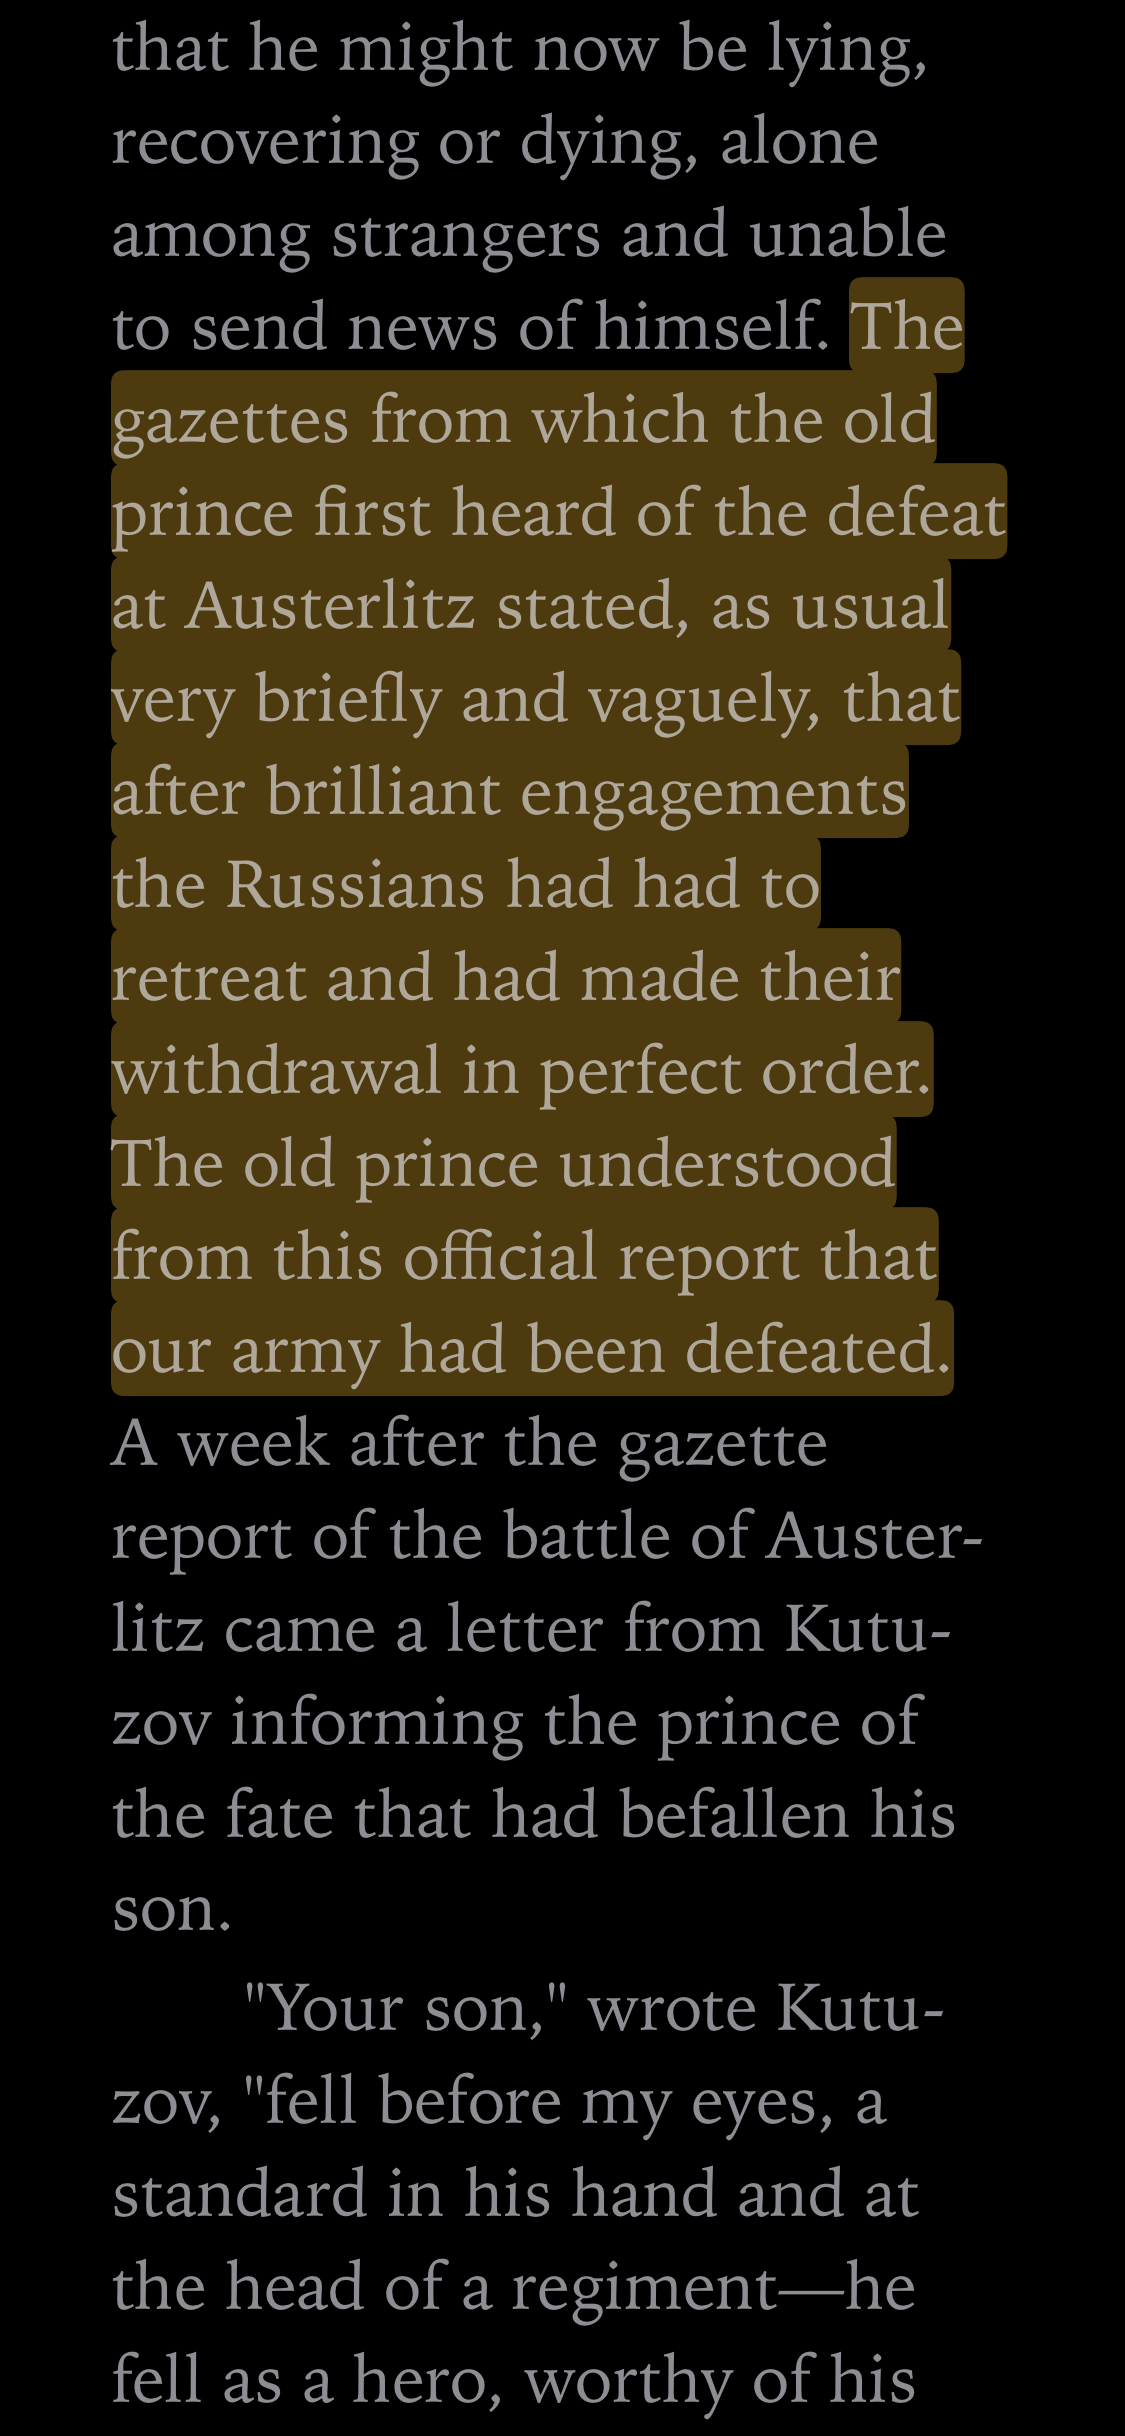 that he might now be lying,
recovering or dying, alone
among strangers and unable
to send news of himself. The
gazettes from which the old
prince first heard of the defeat
at Austerlitz stated, as usual
very briefly and vaguely, that
after brilliant engagements
the Russians had had to
retreat and had made their
withdrawal in perfect order.
The old prince understood
from this official report that
our army had been defeated.
A week after the gazette
report of the battle of Auster-
litz came a letter from Kutu-
zov informing the prince of
the fate that had befallen his
son.
"Your son," wrote Kutu-
zov, "fell before my eyes, a
standard in his hand and at
the head of a regiment—he
fell as a hero, worthy of his